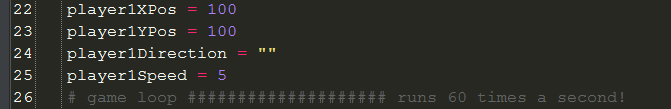 22 player1XPos = 100
23 player1YPos = 100
24 player1Direction = ""
25 player1Speed = 5
26 # game loop #################### runs 60 times a second!